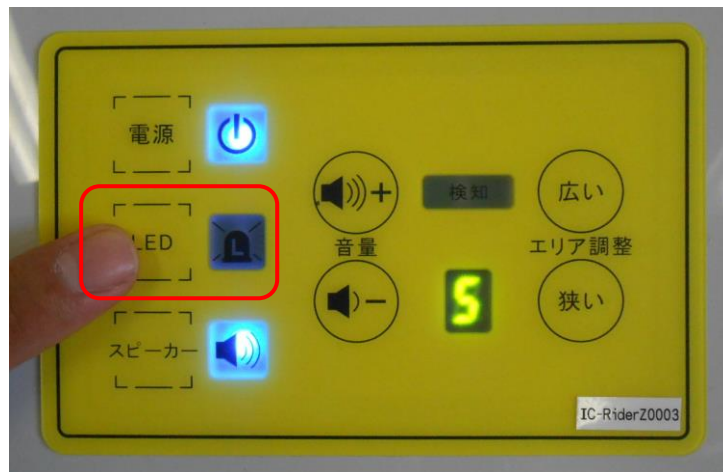 電源
LED
スピーカー
+
音量
-
検知
5
広い
エリア調整
狭い
IC-RiderZ0003